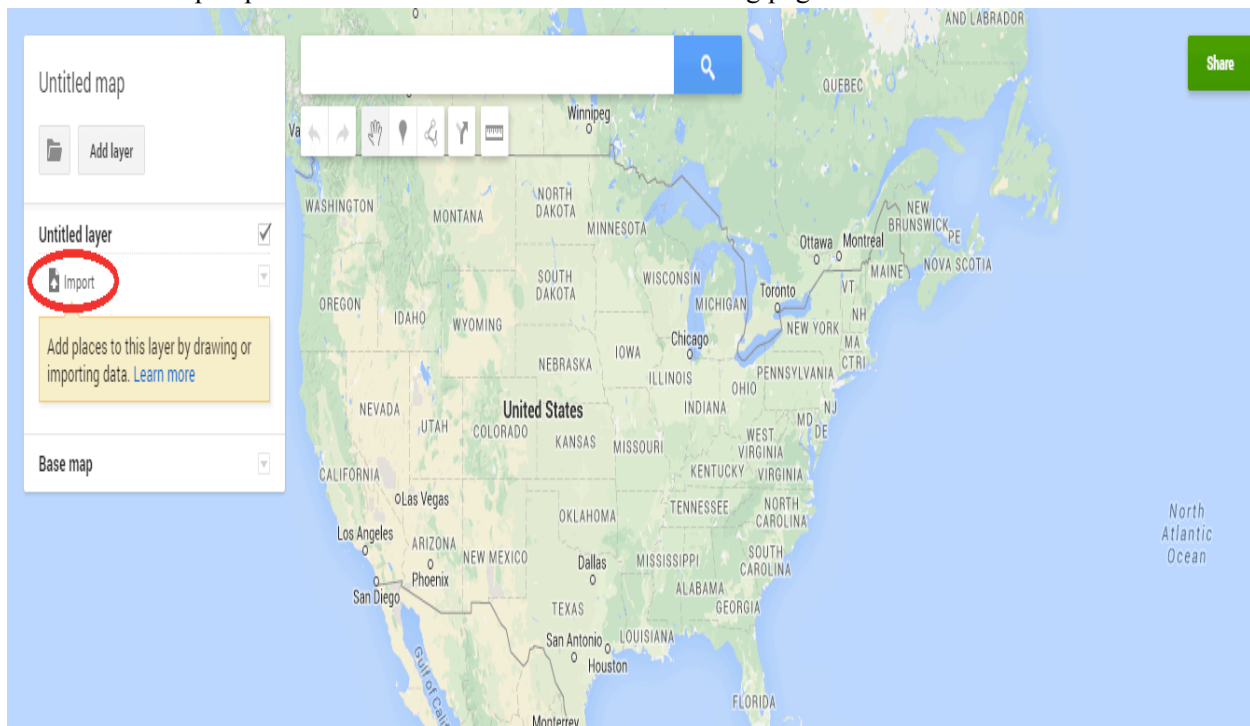 AND LABRADOR
Untitled map
Share
QUEBEC
Winnipeg
Add layer
Va
WASHINGTON
MONTANA
NORTH
DAKOTA
MINNESOTA
NEW
BRUNSWICK
PE
Untitled layer
Ottawa
Montreal
NOVA SCOTIA
MAINE
Import
SOUTH
DAKOTA
WISCONSIN
MICHIGAN
Toronto
VT
NH
OREGON
IDAHO
WYOMING
NEW YORK
MA
CT
RI
Add places to this layer by drawing or
importing data. Learn more
Chicago
IOWA
NEBRASKA
ILLINOIS
PENNSYLVANIA
OHIO
NEVADA
United States
INDIANA
NJ
MD
DE
UTAH
COLORADO
KANSAS
MISSOURI
WEST
VIRGINIA
Base map
CALIFORNIA
KENTUCKY
VIRGINIA
Las Vegas
OKLAHOMA
TENNESSEE
NORTH
CAROLINA
North
Atlantic
Ocean
Los Angeles
ARIZONA
NEW MEXICO
Dallas
MISSISSIPPI
SOUTH
CAROLINA
Phoenix
San Diego
ALABAMA
TEXAS
GEORGIA
San Antonio
LOUISIANA
Houston
Gulf of Cali
FLORIDA
Monterrey